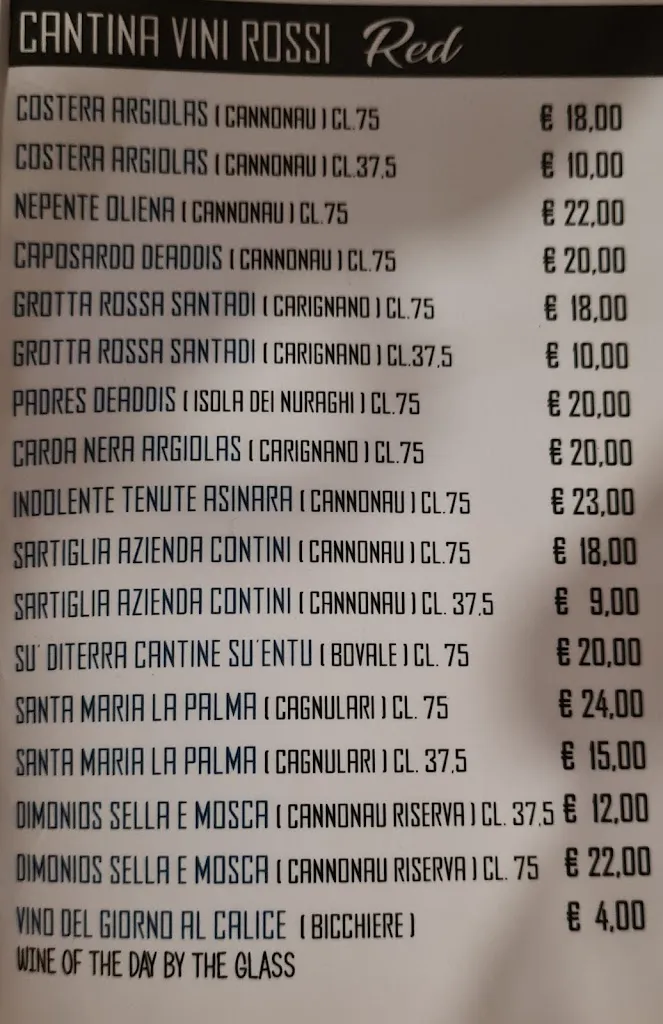 CANTINA VINI ROSSI Red
COSTERA ARGIOLAS (CANNONAU) CL.75 € 18,00
COSTERA ARGIOLAS (CANNONAU) CL.37,5 € 10,00
NEPENTE OLIENA (CANNONAU) CL.75 € 22,00
CAPOSARDO DEADDIS (CANNONAU) CL.75 € 20,00
GROTTA ROSSA SANTADI (CARIGNANO) CL.75 € 18,00
GROTTA ROSSA SANTADI (CARIGNANO) CL.37,5 € 10,00
PADRES DEADDIS (ISOLA DEI NURAGHI) CL.75 € 20,00
CARDA NERA ARGIOLAS (CARIGNANO) CL.75 € 20,00
INDOLENTE TENUTE ASINARA (CANNONAU) CL.75 € 23,00
SARTIGLIA AZIENDA CONTINI (CANNONAU) CL.75 € 18,00
SARTIGLIA AZIENDA CONTINI (CANNONAU) CL. 37,5 € 9,00
SU' DITERRA CANTINE SU'ENTU (BOVALE) CL. 75 € 20,00
SANTA MARIA LA PALMA (CAGNULARI) CL. 75 € 24,00
SANTA MARIA LA PALMA (CAGNULARI) CL. 37,5 € 15,00
DIMONIOS SELLA E MOSCA (CANNONAU RISERVA) CL. 37,5 € 12,00
DIMONIOS SELLA E MOSCA (CANNONAU RISERVA) CL. 75 € 22,00
VINO DEL GIORNO AL CALICE (BICCHIERE) € 4,00
WINE OF THE DAY BY THE GLASS